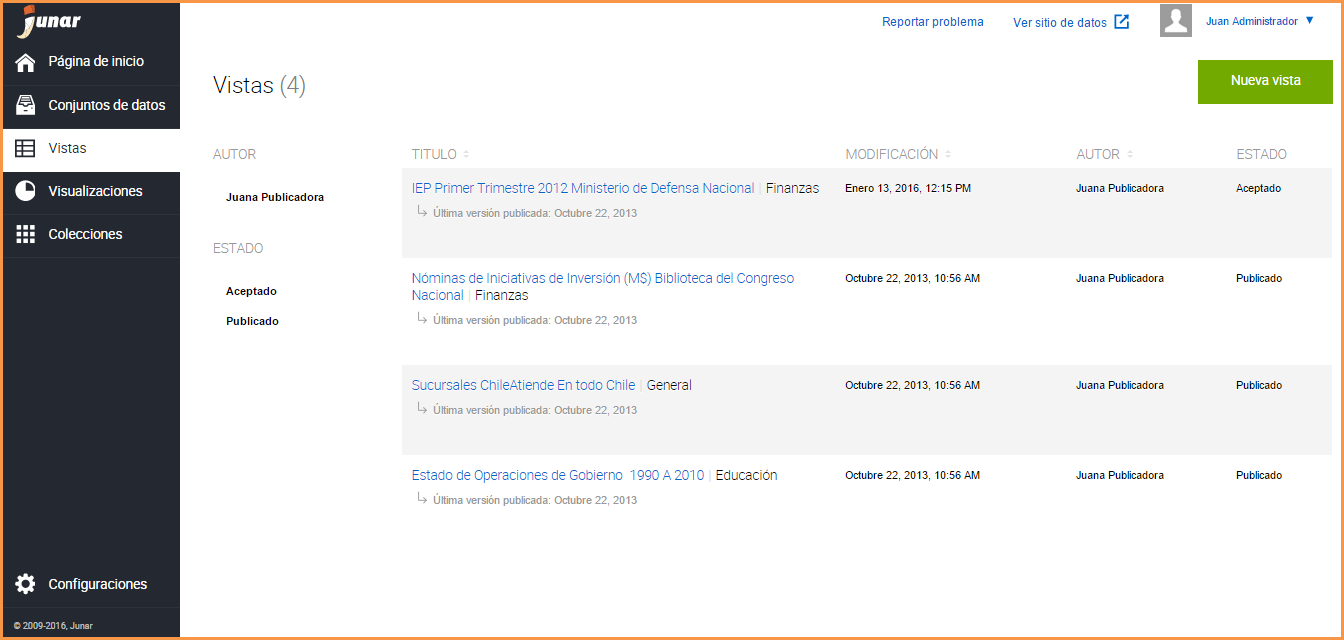 junar
Reportar problema
Ver sitio de datos
Juan Administrador ▼
Página de inicio
Conjuntos de datos
Vistas
Visualizaciones
Colecciones
Configuraciones
© 2009-2016, Junar
Vistas (4)
Nueva vista
AUTOR
Juana Publicadora
ESTADO
Aceptado
Publicado
TITULO MODIFICACIÓN AUTOR ESTADO
IEP Primer Trimestre 2012 Ministerio de Defensa Nacional | Finanzas Enero 13, 2016, 12:15 PM Juana Publicadora Aceptado
Última versión publicada: Octubre 22, 2013
Nóminas de Iniciativas de Inversión (M$) Biblioteca del Congreso Octubre 22, 2013, 10:56 AM Juana Publicadora Publicado
Nacional | Finanzas
Última versión publicada: Octubre 22, 2013
Sucursales ChileAtiende En todo Chile | General Octubre 22, 2013, 10:56 AM Juana Publicadora Publicado
Última versión publicada: Octubre 22, 2013
Estado de Operaciones de Gobierno  1990 A 2010 | Educación Octubre 22, 2013, 10:56 AM Juana Publicadora Publicado
Última versión publicada: Octubre 22, 2013